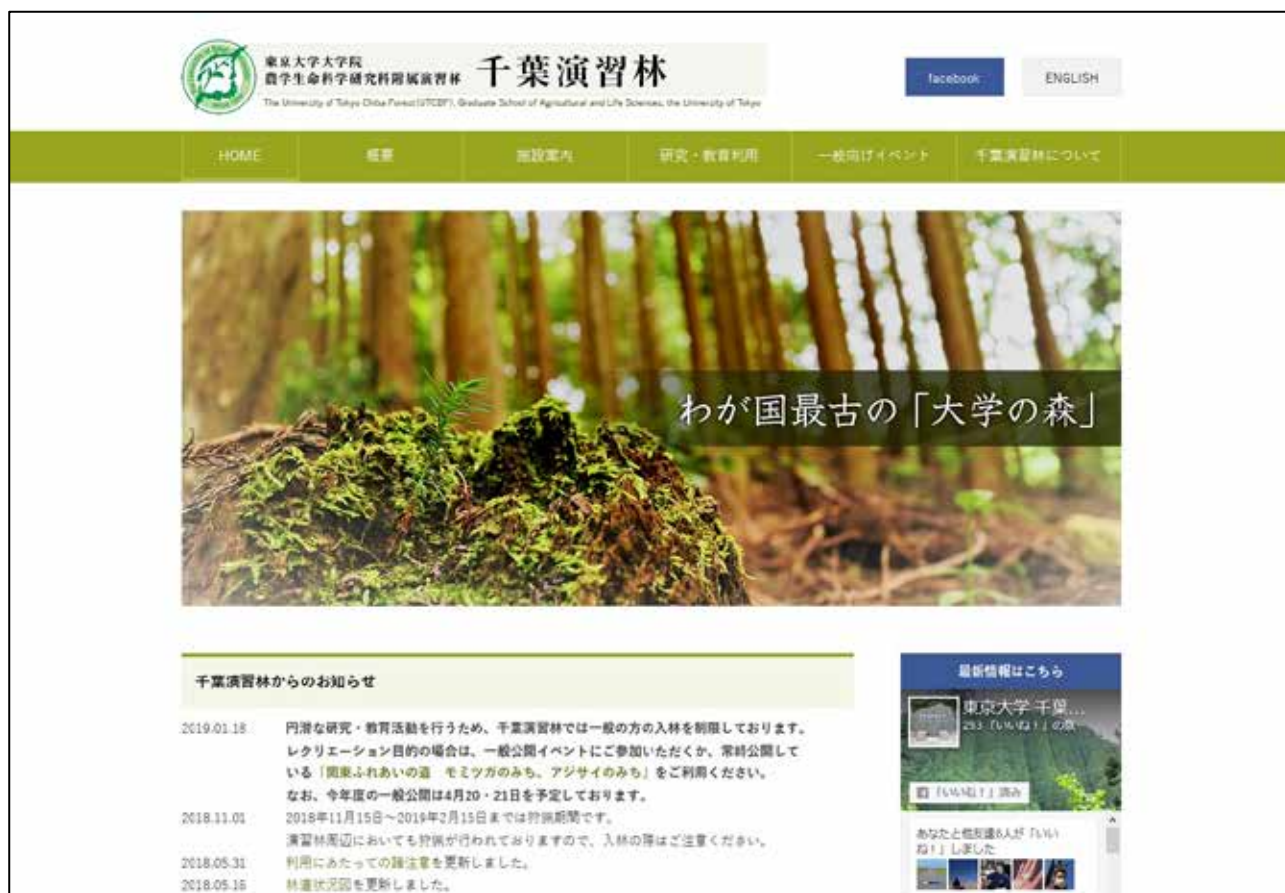 東京大学大学院
農学生命科学研究科附属演習林
千葉演習林
The University of Tokyo Chiba Forest (UTCBF), Graduate School of Agricultural and Life Sciences, the University of Tokyo
facebook
ENGLISH
HOME
概要
施設案内
研究・教育利用
一般向けイベント
千葉演習林について
わが国最古の「大学の森」
千葉演習林からのお知らせ
2019.01.18 円滑な研究・教育活動を行うため、千葉演習林では一般の方の入林を制限しております。
レクリエーション目的の場合は、一般公開イベントにご参加いただくか、常時公開して
いる「関東ふれあいの道 モミツガのみち、アジサイのみち」をご利用ください。
なお、今年度の一般公開は4月20・21日を予定しております。
2018.11.01 2018年11月15日～2019年2月15日までは狩猟期間です。
演習林周辺においても狩猟が行われておりますので、入林の際はご注意ください。
2018.05.31 利用にあたっての諸注意を更新しました。
2018.05.16 林道状況図を更新しました。
最新情報はこちら
東京大学 千葉...
293「いいね！」の数
「いいね！」済み
あなたと他友達6人が「いい
ね！」しました